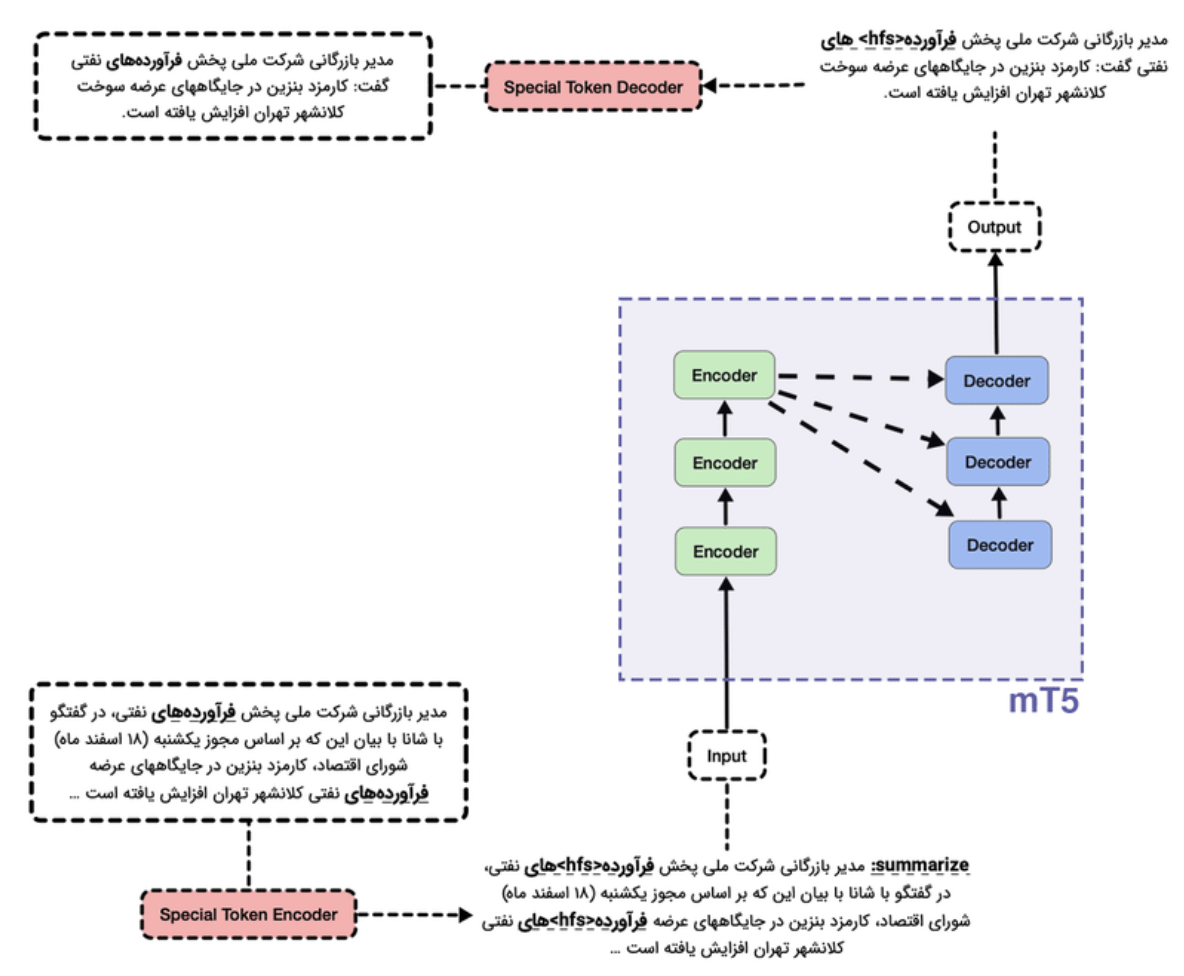 مدیر بازرگانی شرکت ملی پخش فرآورده‌های نفتی
گفت: کارمزد بنزین در جایگاههای عرضه سوخت
کلانشهر تهران افزایش یافته است.
Special Token Decoder
مدیر بازرگانی شرکت ملی پخش فرآورده<hfs> های
نفتی گفت: کارمزد بنزین در جایگاههای عرضه سوخت
کلانشهر تهران افزایش یافته است.
Output
Encoder
Decoder
Encoder
Decoder
Encoder
Decoder
mT5
مدیر بازرگانی شرکت ملی پخش فرآورده‌های نفتی، در گفتگو
با شانا با بیان این که بر اساس مجوز یکشنبه (۱۸ اسفند ماه)
شورای اقتصاد، کارمزد بنزین در جایگاههای عرضه
فرآورده‌های نفتی کلانشهر تهران افزایش یافته است ...
Input
Special Token Encoder
summarize: مدیر بازرگانی شرکت ملی پخش فرآورده<hfs>های نفتی،
در گفتگو با شانا با بیان این که بر اساس مجوز یکشنبه (۱۸ اسفند ماه)
شورای اقتصاد، کارمزد بنزین در جایگاههای عرضه فرآورده<hfs>های نفتی
کلانشهر تهران افزایش یافته است ...